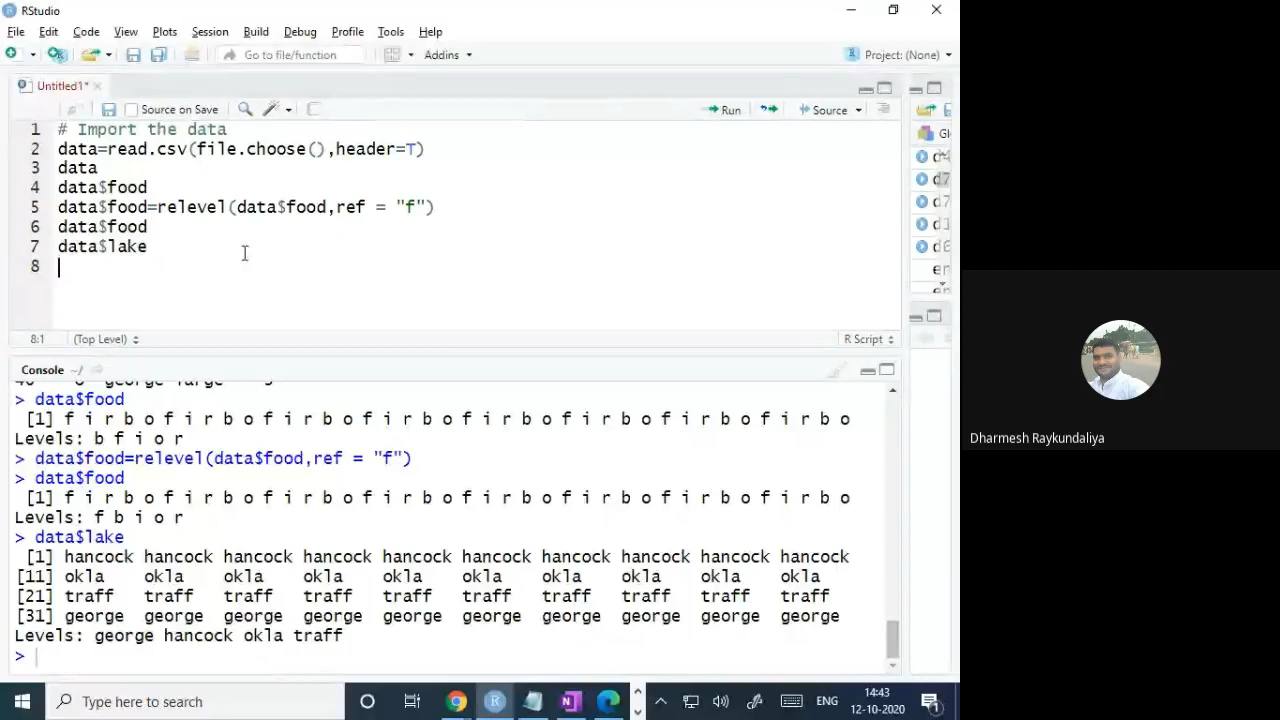 RStudio
File Edit Code View Plots Session Build Debug Profile Tools Help
Go to file/function Addins Project: (None)
Untitled1*
Source on Save Run Source
1 # Import the data
2 data=read.csv(file.choose(),header=T)
3 data
4 data$food
5 data$food=relevel(data$food,ref = "f")
6 data$food
7 data$lake
8
8:1 (Top Level) R Script
Console ~/
> data$food
[1] f i r b o f i r b o f i r b o f i r b o f i r b o f i r b o f i r b o f i r b o
Levels: b f i o r
> data$food=relevel(data$food,ref = "f")
> data$food
[1] f i r b o f i r b o f i r b o f i r b o f i r b o f i r b o f i r b o f i r b o
Levels: f b i o r
> data$lake
[1] hancock hancock hancock hancock hancock hancock hancock hancock hancock hancock
[11] okla okla okla okla okla okla okla okla okla okla
[21] traff traff traff traff traff traff traff traff traff traff
[31] george george george george george george george george george george
Levels: george hancock okla traff
>
Dharmesh Raykundaliya
Type here to search
ENG
14:43
12-10-2020
1